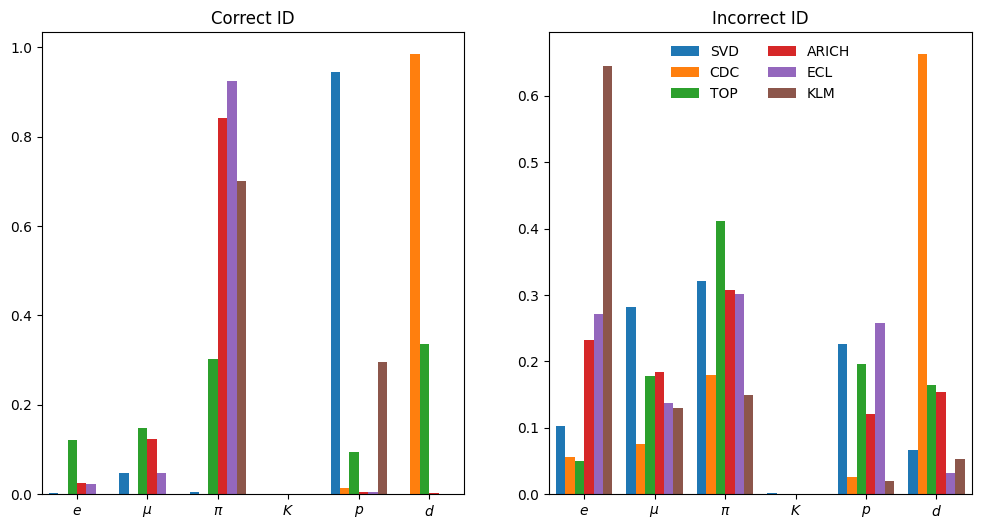 Correct ID
1.0
0.8
0.6
0.4
0.2
0.0
e
μ
π
K
p
d
Incorrect ID
0.6
0.5
0.4
0.3
0.2
0.1
0.0
SVD
CDC
TOP
ARICH
ECL
KLM
e
μ
π
K
p
d